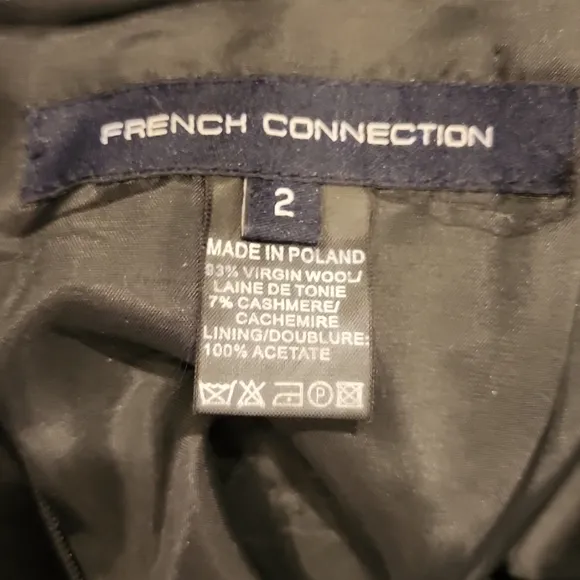 FRENCH CONNECTION
2
MADE IN POLAND
93% VIRGIN WOOL/
LAINE DE TONIE
7% CASHMERE/
CACHEMIRE
LINING/DOUBLURE:
100% ACETATE
P